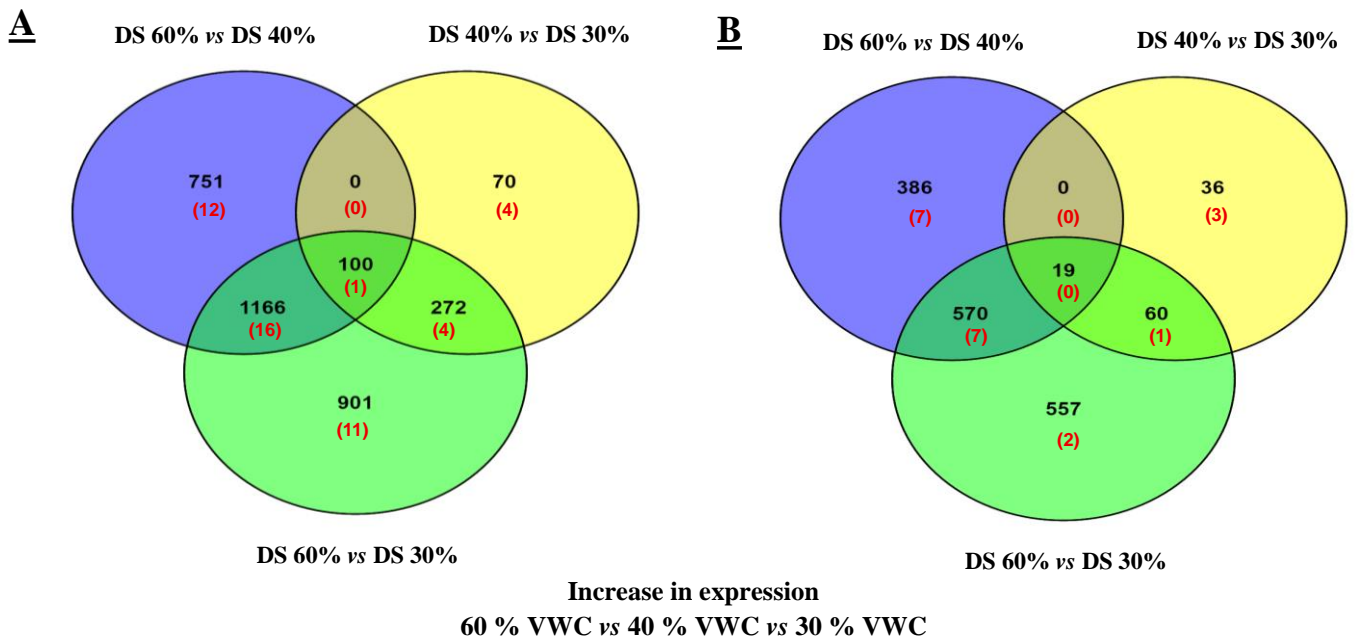 A
DS 60% vs DS 40%
DS 40% vs DS 30%
751
(12)
0
(0)
70
(4)
100
(1)
1166
(16)
272
(4)
901
(11)
DS 60% vs DS 30%
B
DS 60% vs DS 40%
DS 40% vs DS 30%
386
(7)
0
(0)
36
(3)
19
(0)
570
(7)
60
(1)
557
(2)
DS 60% vs DS 30%
Increase in expression
60 % VWC vs 40 % VWC vs 30 % VWC